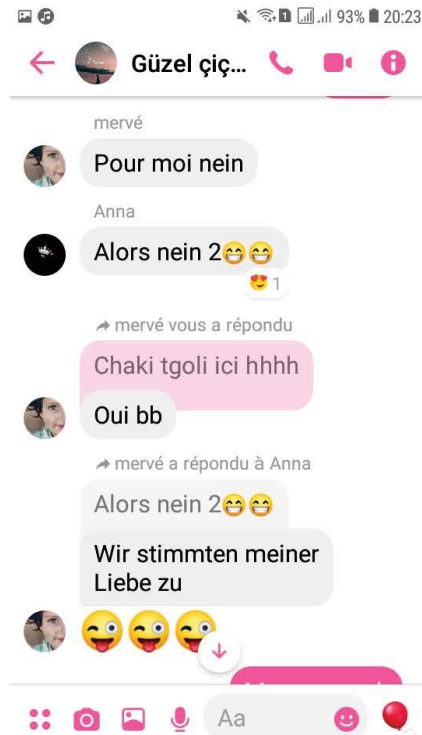 93% 20:23
Güzel çiç...
mervé
Pour moi nein
Anna
Alors nein 2😁😁
😍 1
mervé vous a répondu
Chaki tgoli ici hhhh
Oui bb
mervé a répondu à Anna
Alors nein 2😁😁
Wir stimmten meiner
Liebe zu
😜😜😜
Aa